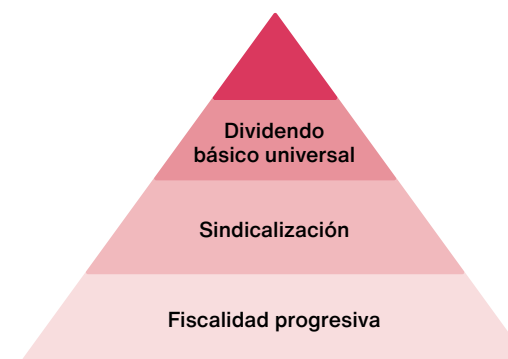 Dividendo
básico universal
Sindicalización
Fiscalidad progresiva